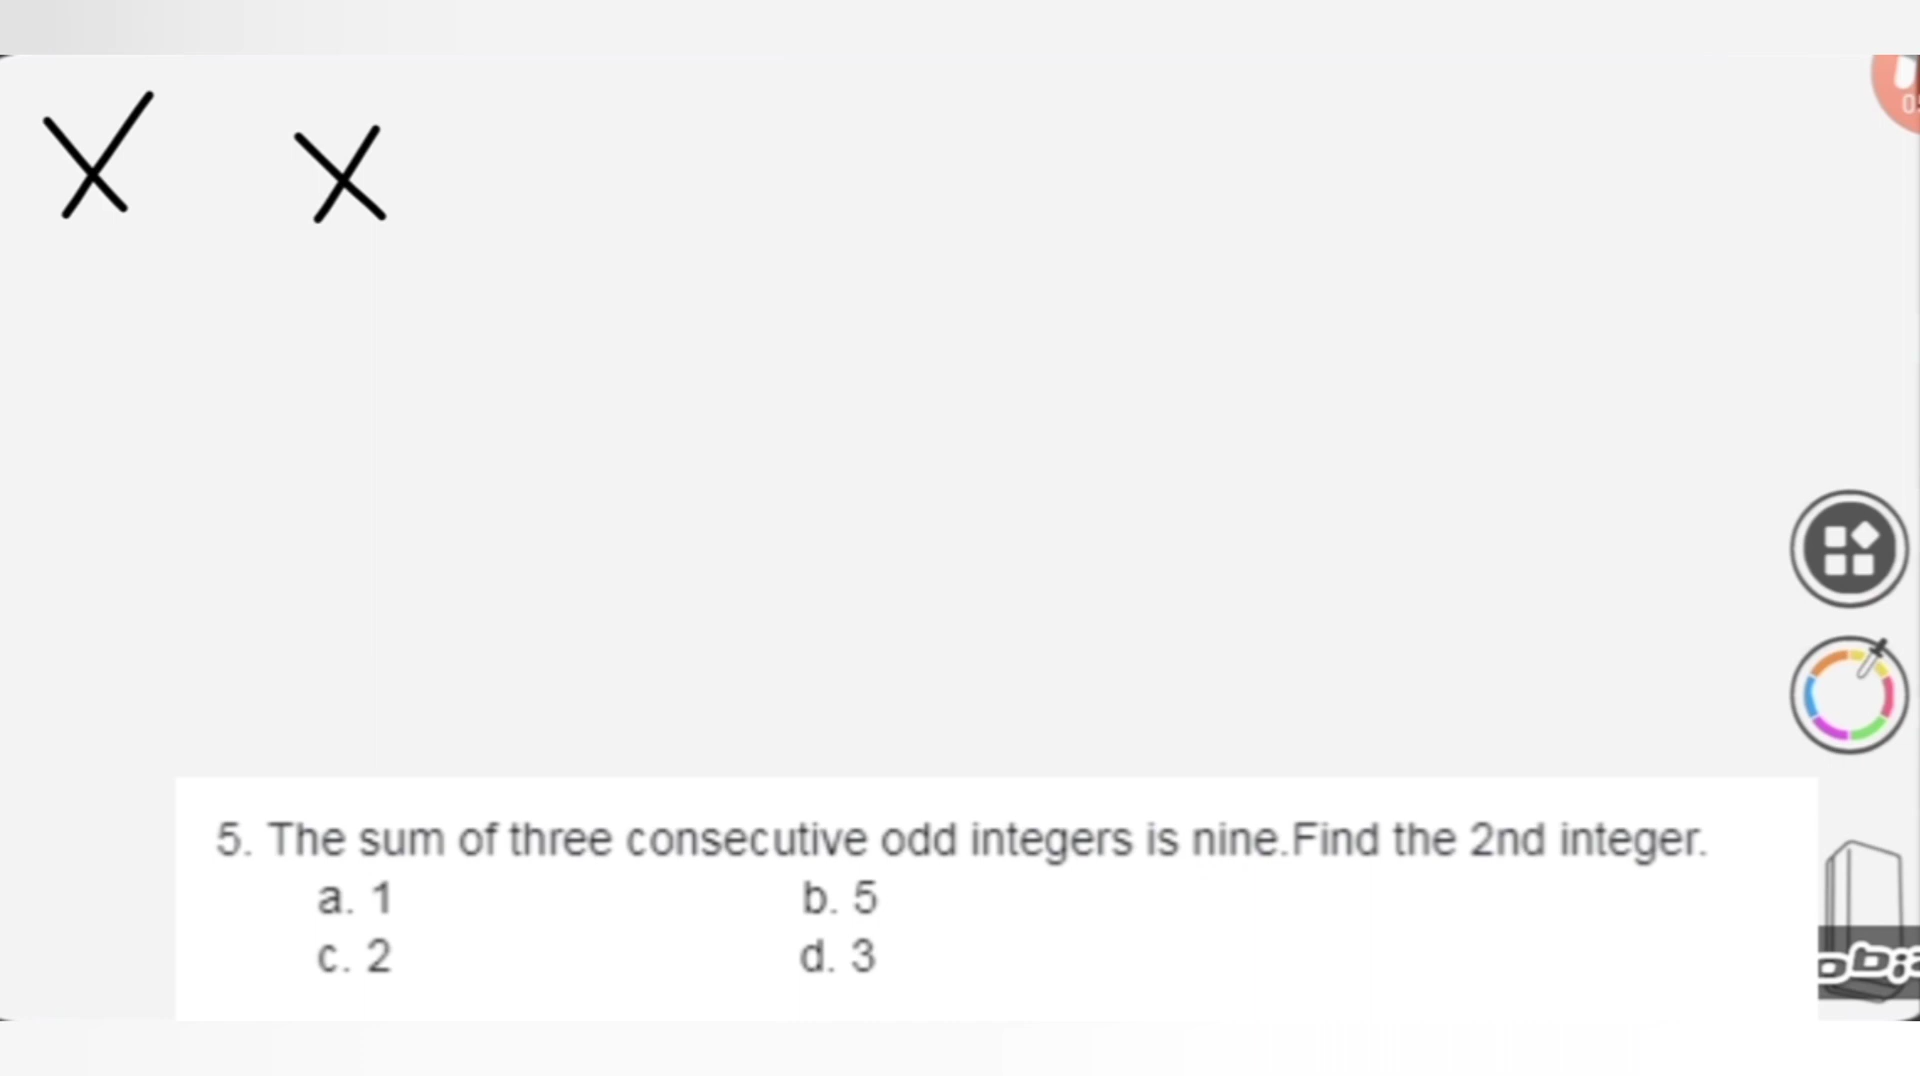 X X
5. The sum of three consecutive odd integers is nine.Find the 2nd integer.
a. 1 b. 5
c. 2 d. 3